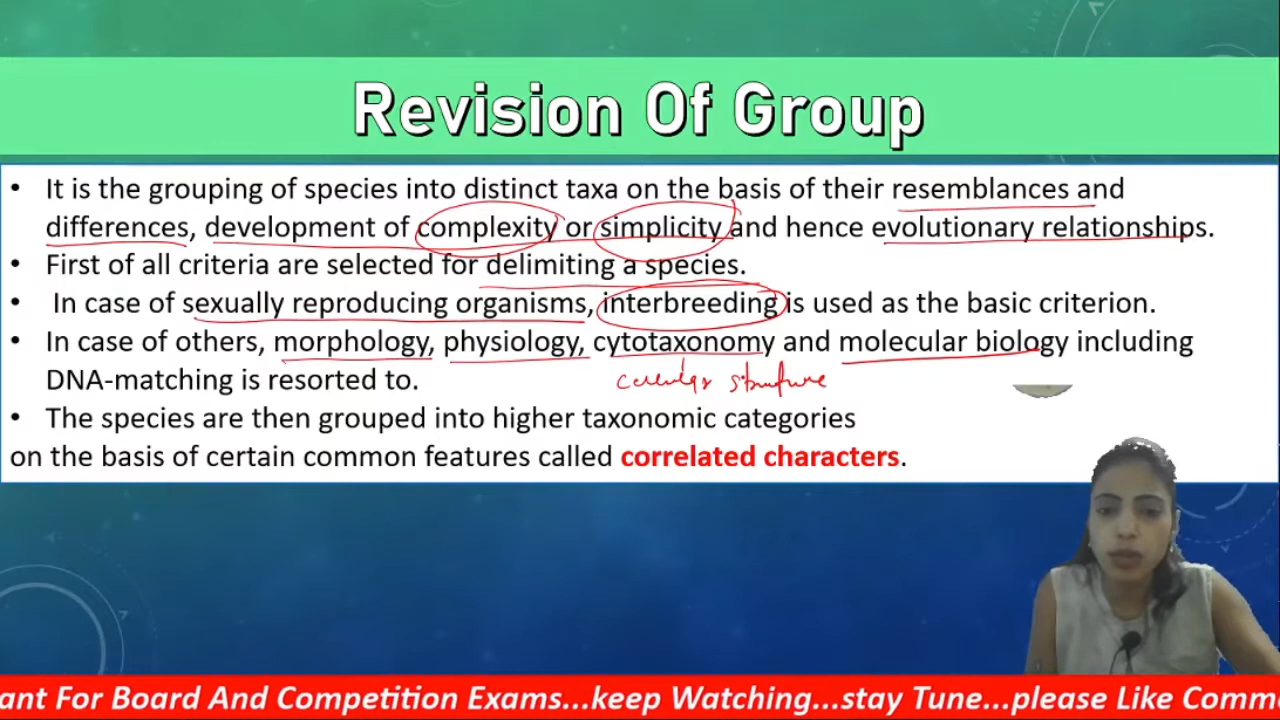 Revision Of Group
• It is the grouping of species into distinct taxa on the basis of their resemblances and
differences, development of complexity or simplicity and hence evolutionary relationships.
• First of all criteria are selected for delimiting a species.
• In case of sexually reproducing organisms, interbreeding is used as the basic criterion.
• In case of others, morphology, physiology, cytotaxonomy and molecular biology including
DNA-matching is resorted to.
structure
• The species are then grouped into higher taxonomic categories
on the basis of certain common features called correlated characters.
ant For Board And Competition Exams...keep Watching...stay Tune...please Like Comm